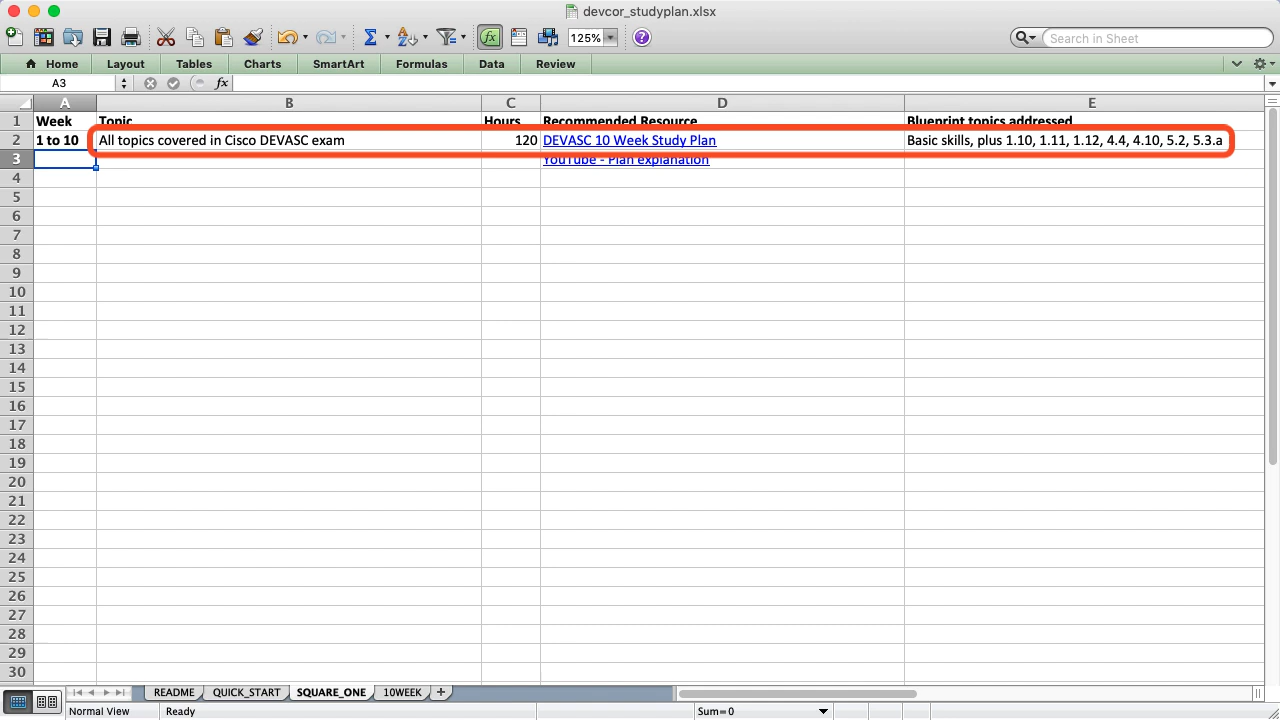 devcor_studyplan.xlsx
125% Search in Sheet
Home Layout Tables Charts SmartArt Formulas Data Review
A3 fx
A B C D E
1 Week Topic Hours Recommended Resource Blueprint topics addressed
2 1 to 10 All topics covered in Cisco DEVASC exam 120 DEVASC 10 Week Study Plan Basic skills, plus 1.10, 1.11, 1.12, 4.4, 4.10, 5.2, 5.3.a
3 YouTube - Plan explanation
4
5
6
7
8
9
10
11
12
13
14
15
16
17
18
19
20
21
22
23
24
25
26
27
28
29
30
README QUICK_START SQUARE_ONE 10WEEK +
Normal View Ready Sum=0